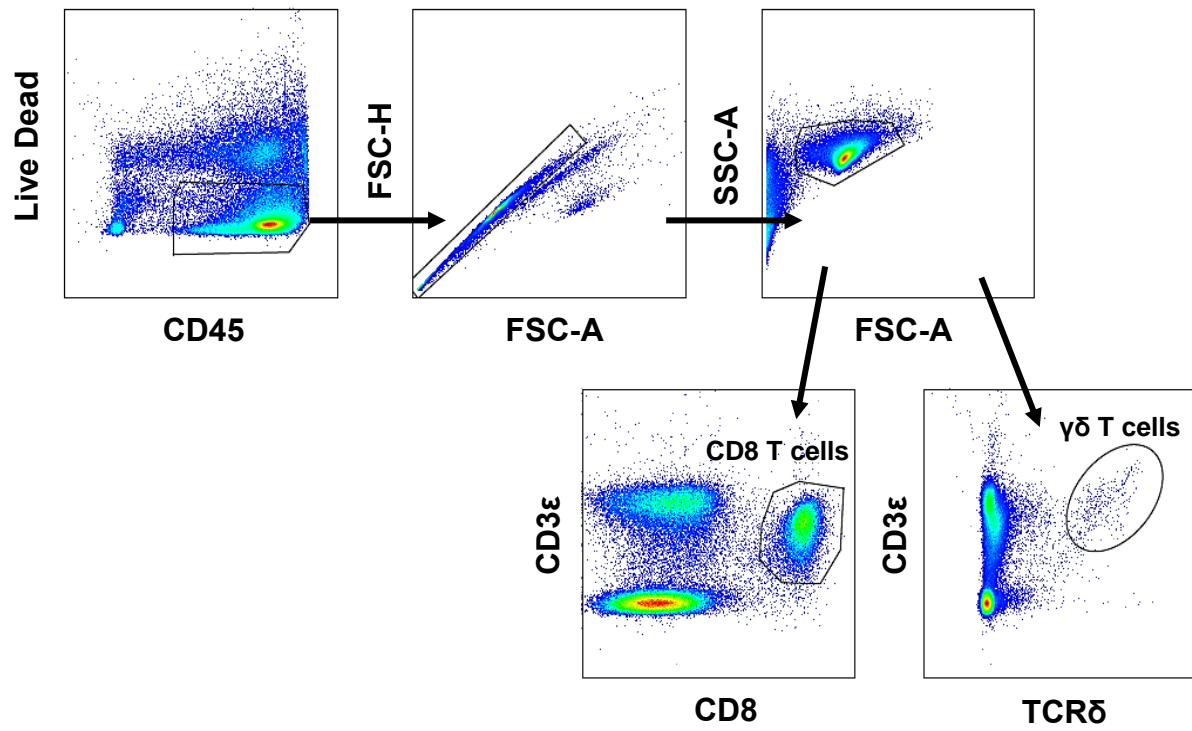 Live Dead
CD45
FSC-H
FSC-A
SSC-A
FSC-A
CD8 T cells
CD3ε
CD8
γδ T cells
CD3ε
TCRδ